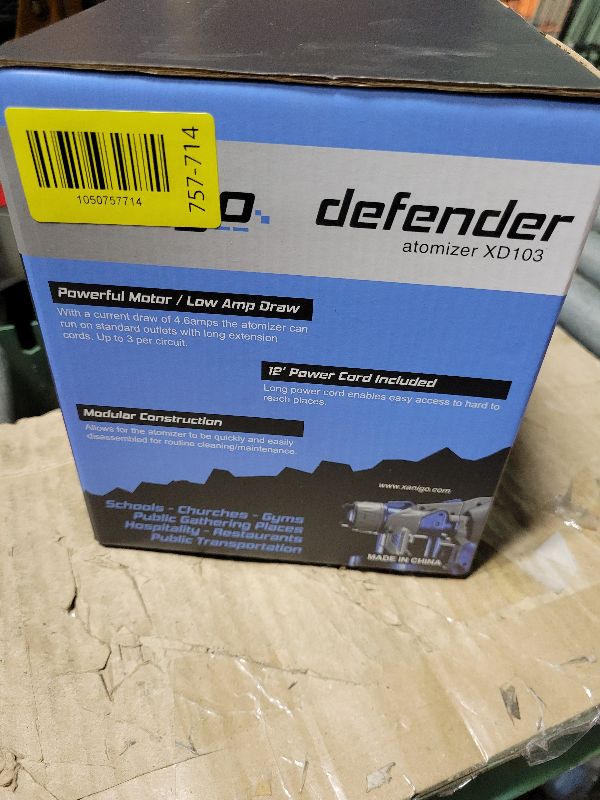 1050757714
757-714
go
defender
atomizer XD103
Powerful Motor / Low Amp Draw
With a current draw of 4.6amps the atomizer can
run on standard outlets with long extension
cords. Up to 3 per circuit.
12' Power Cord Included
Long power cord enables easy access to hard to
reach places.
Modular Construction
Allows for the atomizer to be quickly and easily
disassembled for routine cleaning/maintenance.
www.xanigo.com
Schools - Churches - Gyms
Public Gathering Places
Hospitality - Restaurants
Public Transportation
MADE IN CHINA